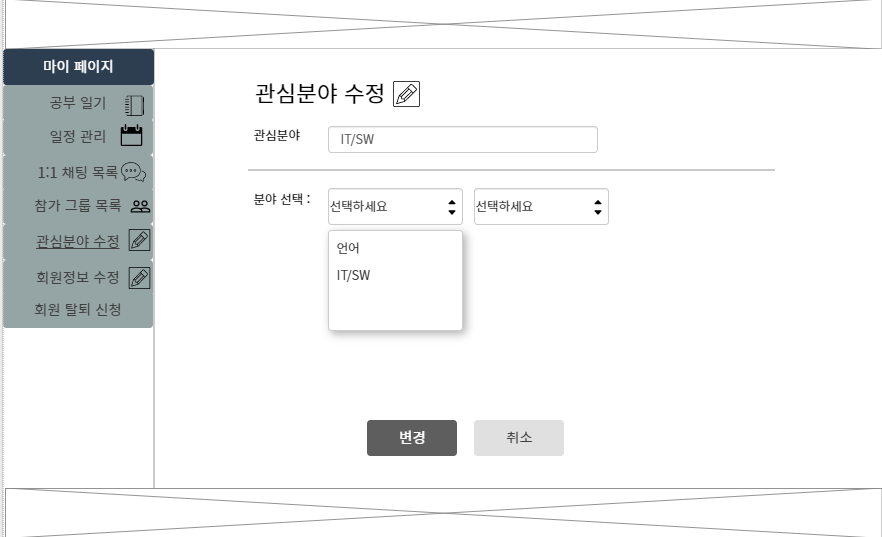 마이 페이지
공부 일기
일정 관리
1:1 채팅 목록
참가 그룹 목록
관심분야 수정
회원정보 수정
회원 탈퇴 신청
관심분야 수정
관심분야 IT/SW
분야 선택 : 선택하세요 선택하세요
언어
IT/SW
변경 취소